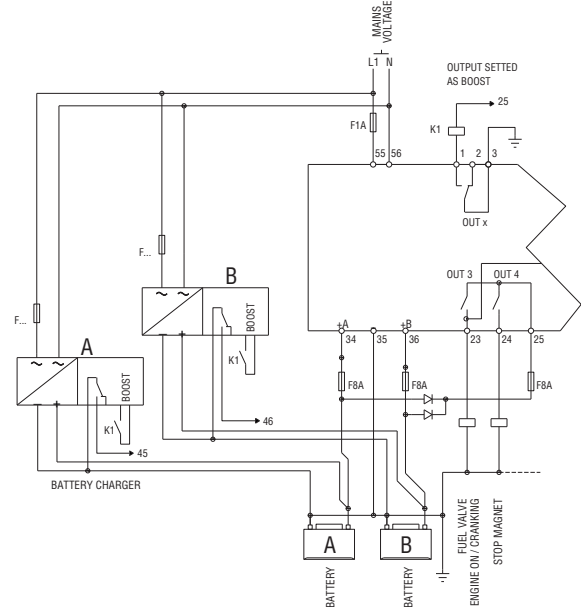 MAINS
VOLTAGE
L1 N
OUTPUT SETTED
AS BOOST
25
F1A
K1
55 56
1 2 3
OUT x
F...
B
OUT 3 OUT 4
~ ~
BOOST
+A +B
34 35 36 23 24 25
F...
A
K1
F8A F8A F8A
~ ~
− +
BOOST
46
K1
− +
45
BATTERY CHARGER
A B
BATTERY
BATTERY
FUEL VALVE
ENGINE ON / CRANKING
STOP MAGNET